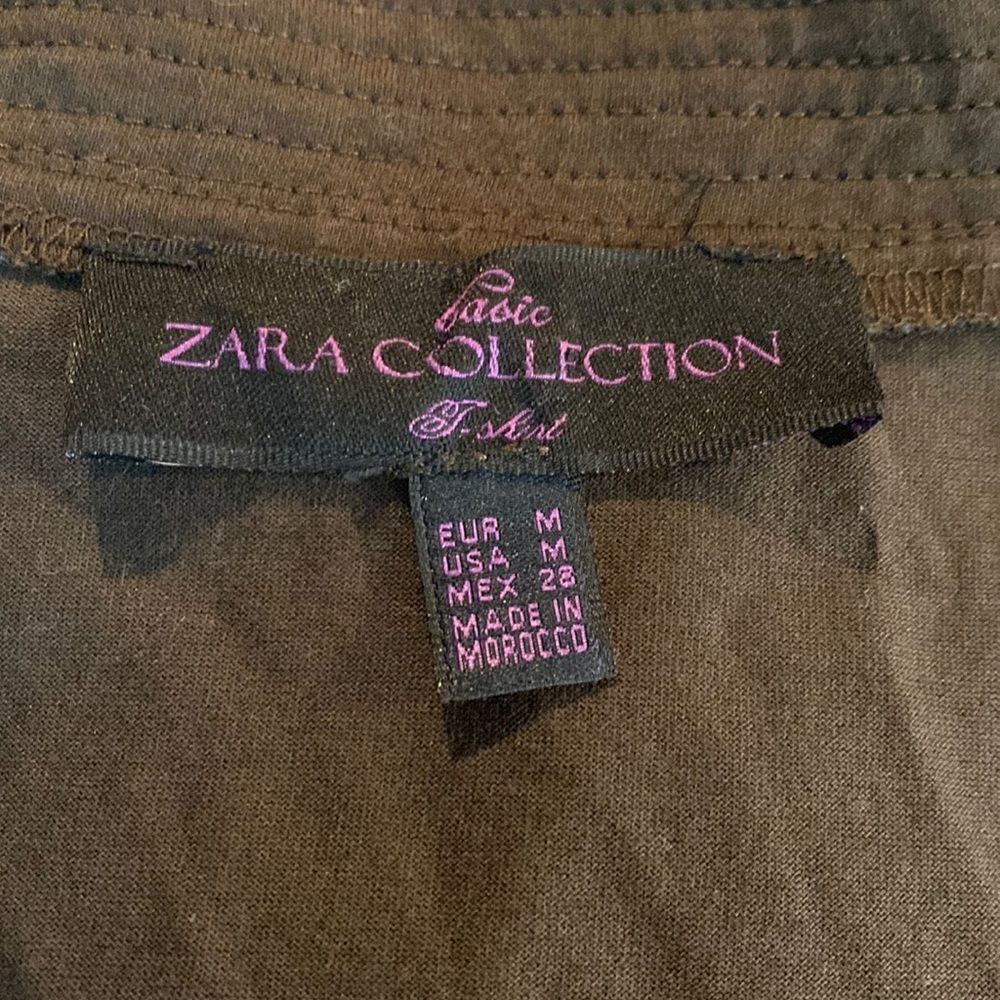 basic
ZARA COLLECTION
T-shirt
EUR M
USA M
MEX 28
MADE IN
MOROCCO